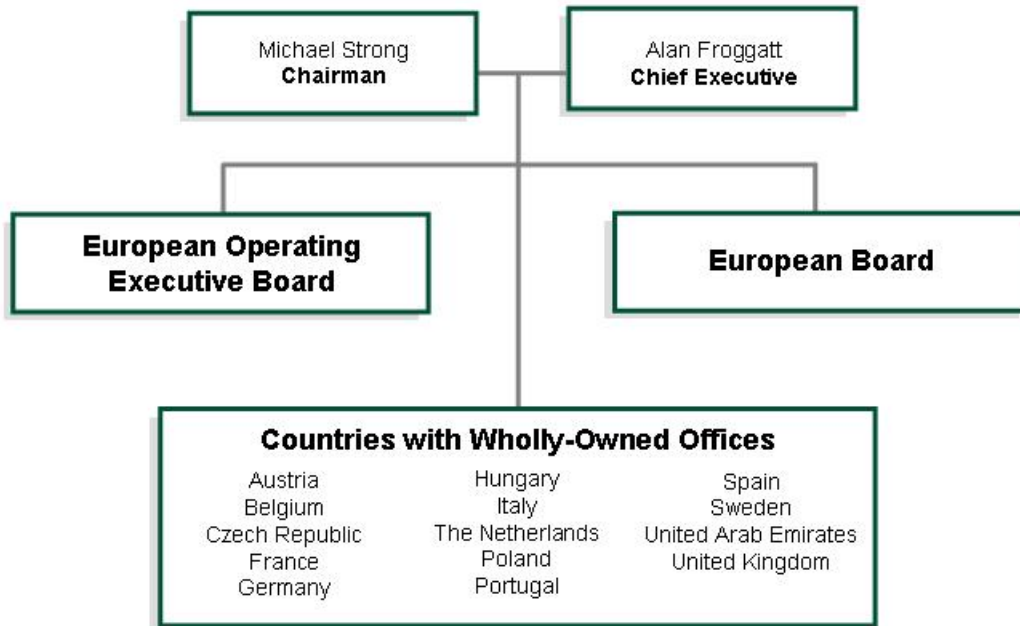 Michael Strong
Chairman
Alan Froggatt
Chief Executive
European Operating
Executive Board
European Board
Countries with Wholly-Owned Offices
Austria
Belgium
Czech Republic
France
Germany
Hungary
Italy
The Netherlands
Poland
Portugal
Spain
Sweden
United Arab Emirates
United Kingdom